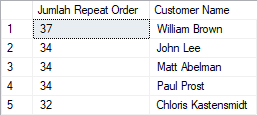 Jumlah Repeat Order Customer Name
1 37 William Brown
2 34 John Lee
3 34 Matt Abelman
4 34 Paul Prost
5 32 Chloris Kastensmidt